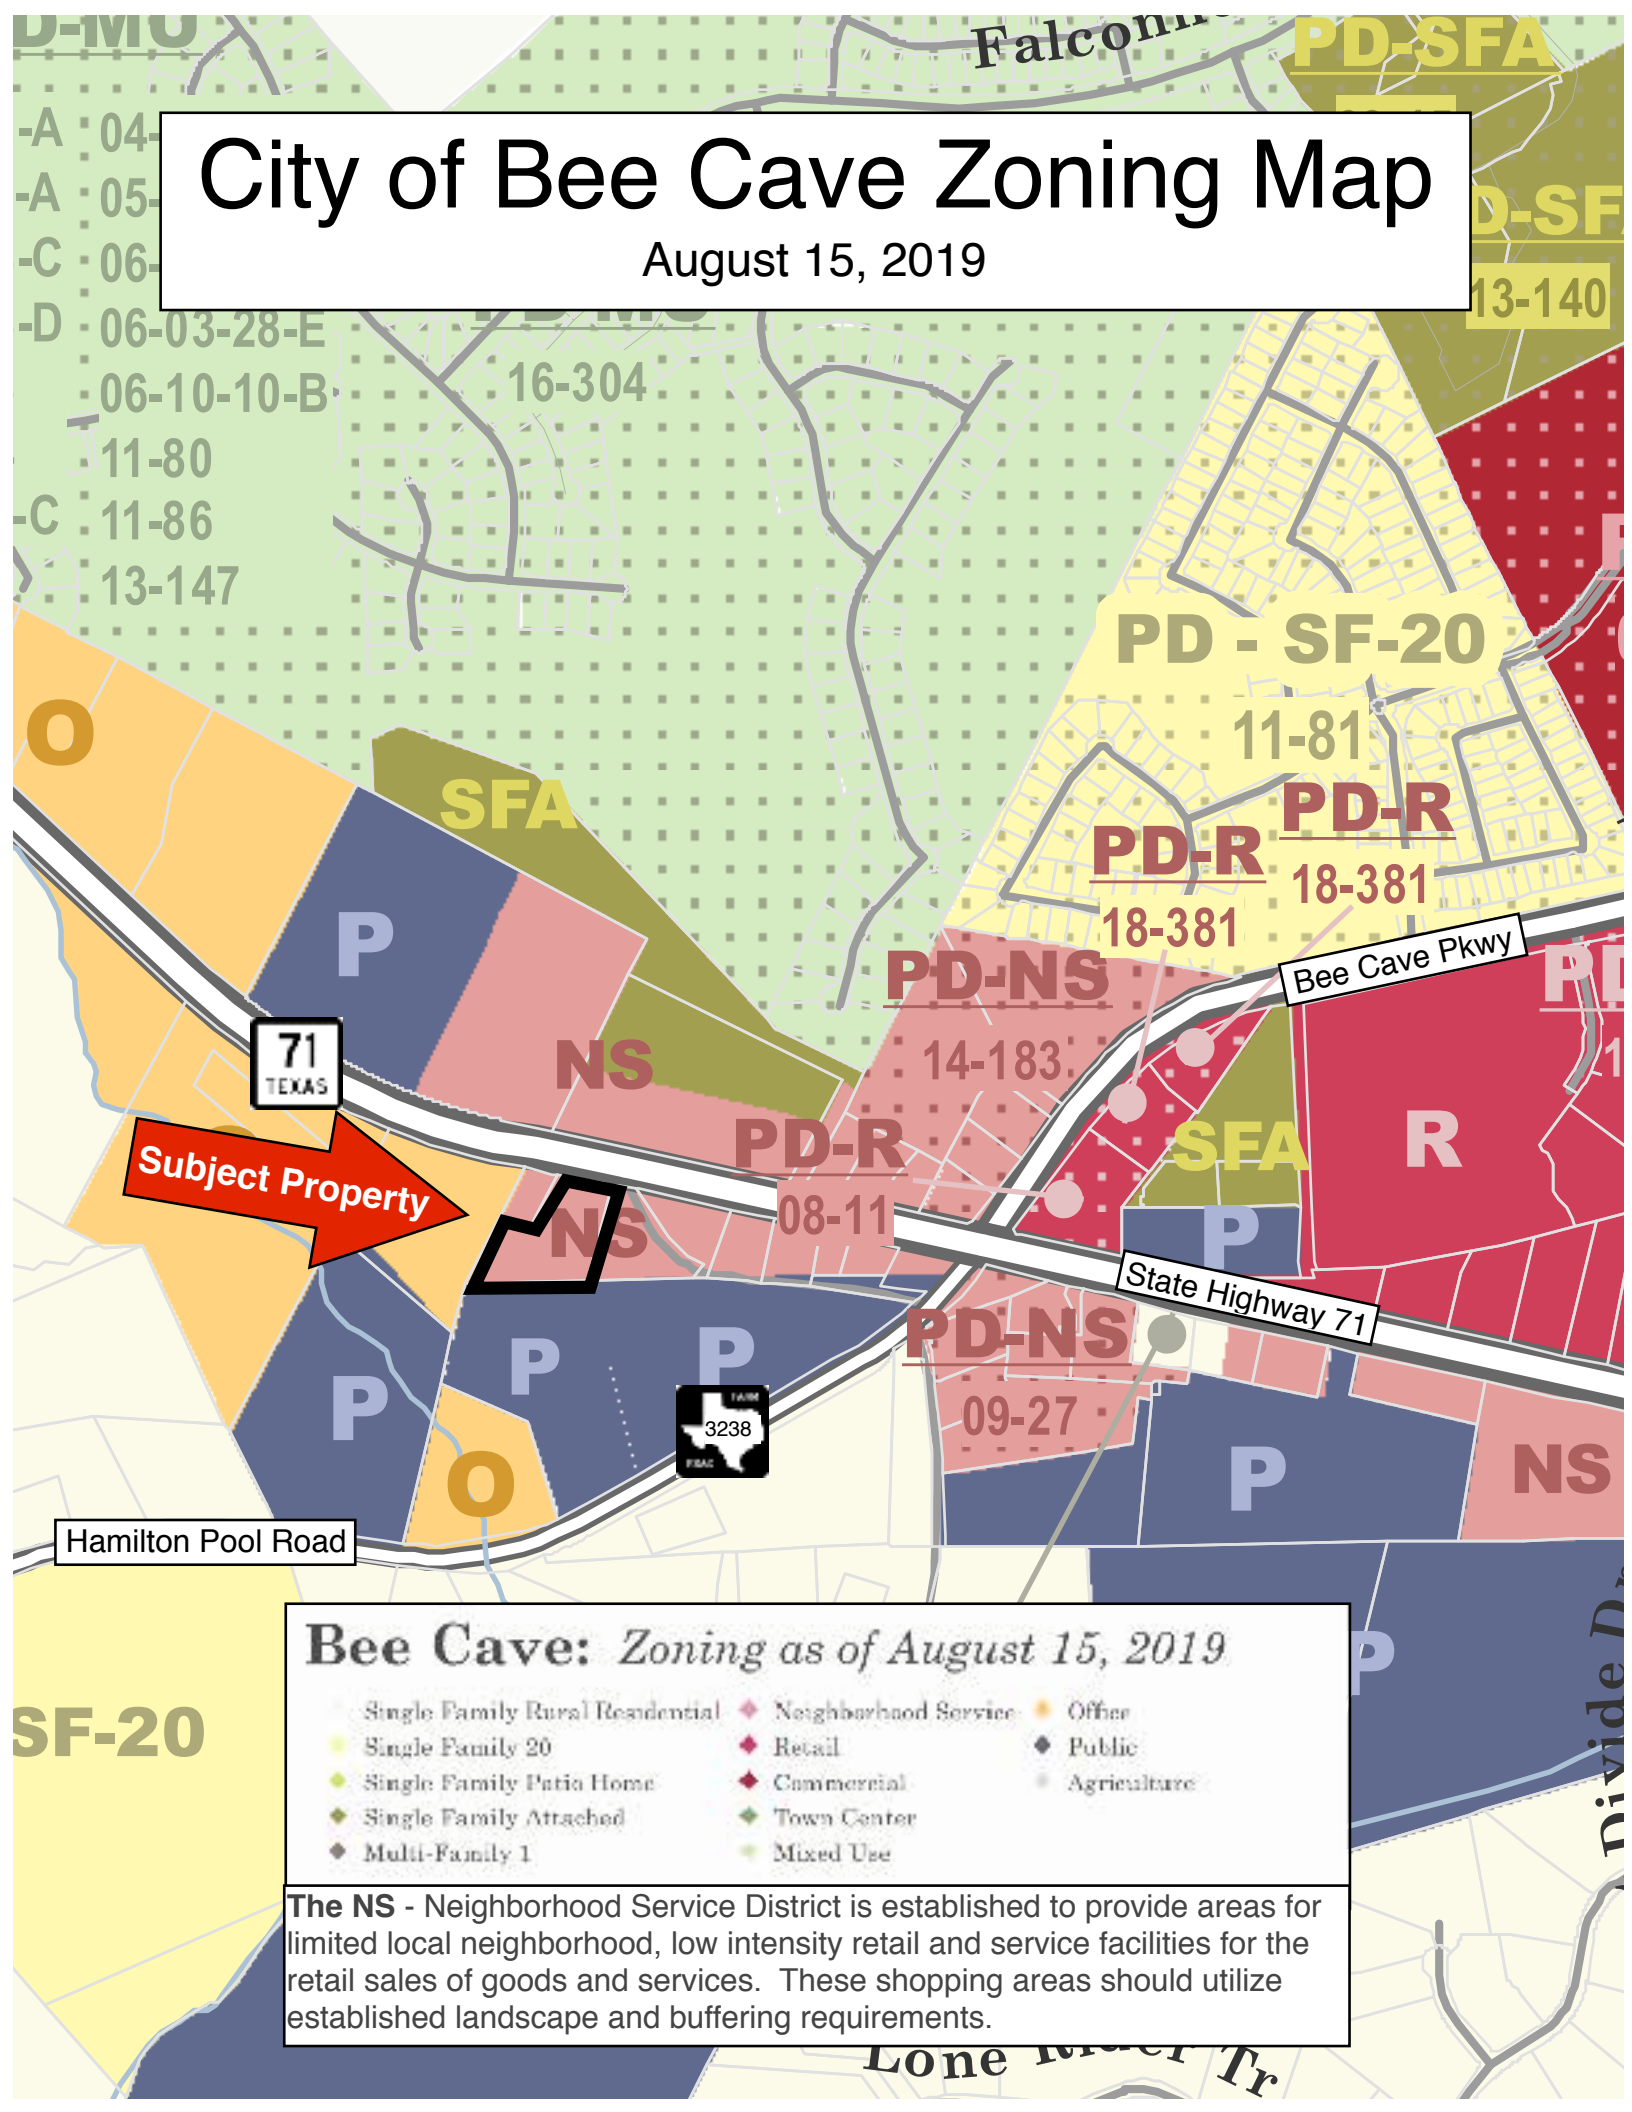 City of Bee Cave Zoning Map
August 15, 2019
PD-SFA
13-140
-A 04-
-A 05-
-C 06-
-D 06-03-28-E
06-10-10-B
11-80
-C 11-86
13-147
16-304
PD - SF-20
11-81
O
SFA
PD-R
18-381
PD-R
18-381
P
PD-NS
14-183
Bee Cave Pkwy
71
TEXAS
NS
R
Subject Property
PD-R
08-11
SFA
NS
P
State Highway 71
P
P
P
PD-NS
09-27
3238
O
P
NS
Hamilton Pool Road
SF-20
P
Divide Dr
Bee Cave: Zoning as of August 15, 2019
Single Family Rural Residential
Single Family 20
Single Family Patio Home
Single Family Attached
Multi-Family 1
Neighborhood Service
Retail
Commercial
Town Center
Mixed Use
Office
Public
Agriculture
The NS - Neighborhood Service District is established to provide areas for
limited local neighborhood, low intensity retail and service facilities for the
retail sales of goods and services. These shopping areas should utilize
established landscape and buffering requirements.
Lone Rider Tr